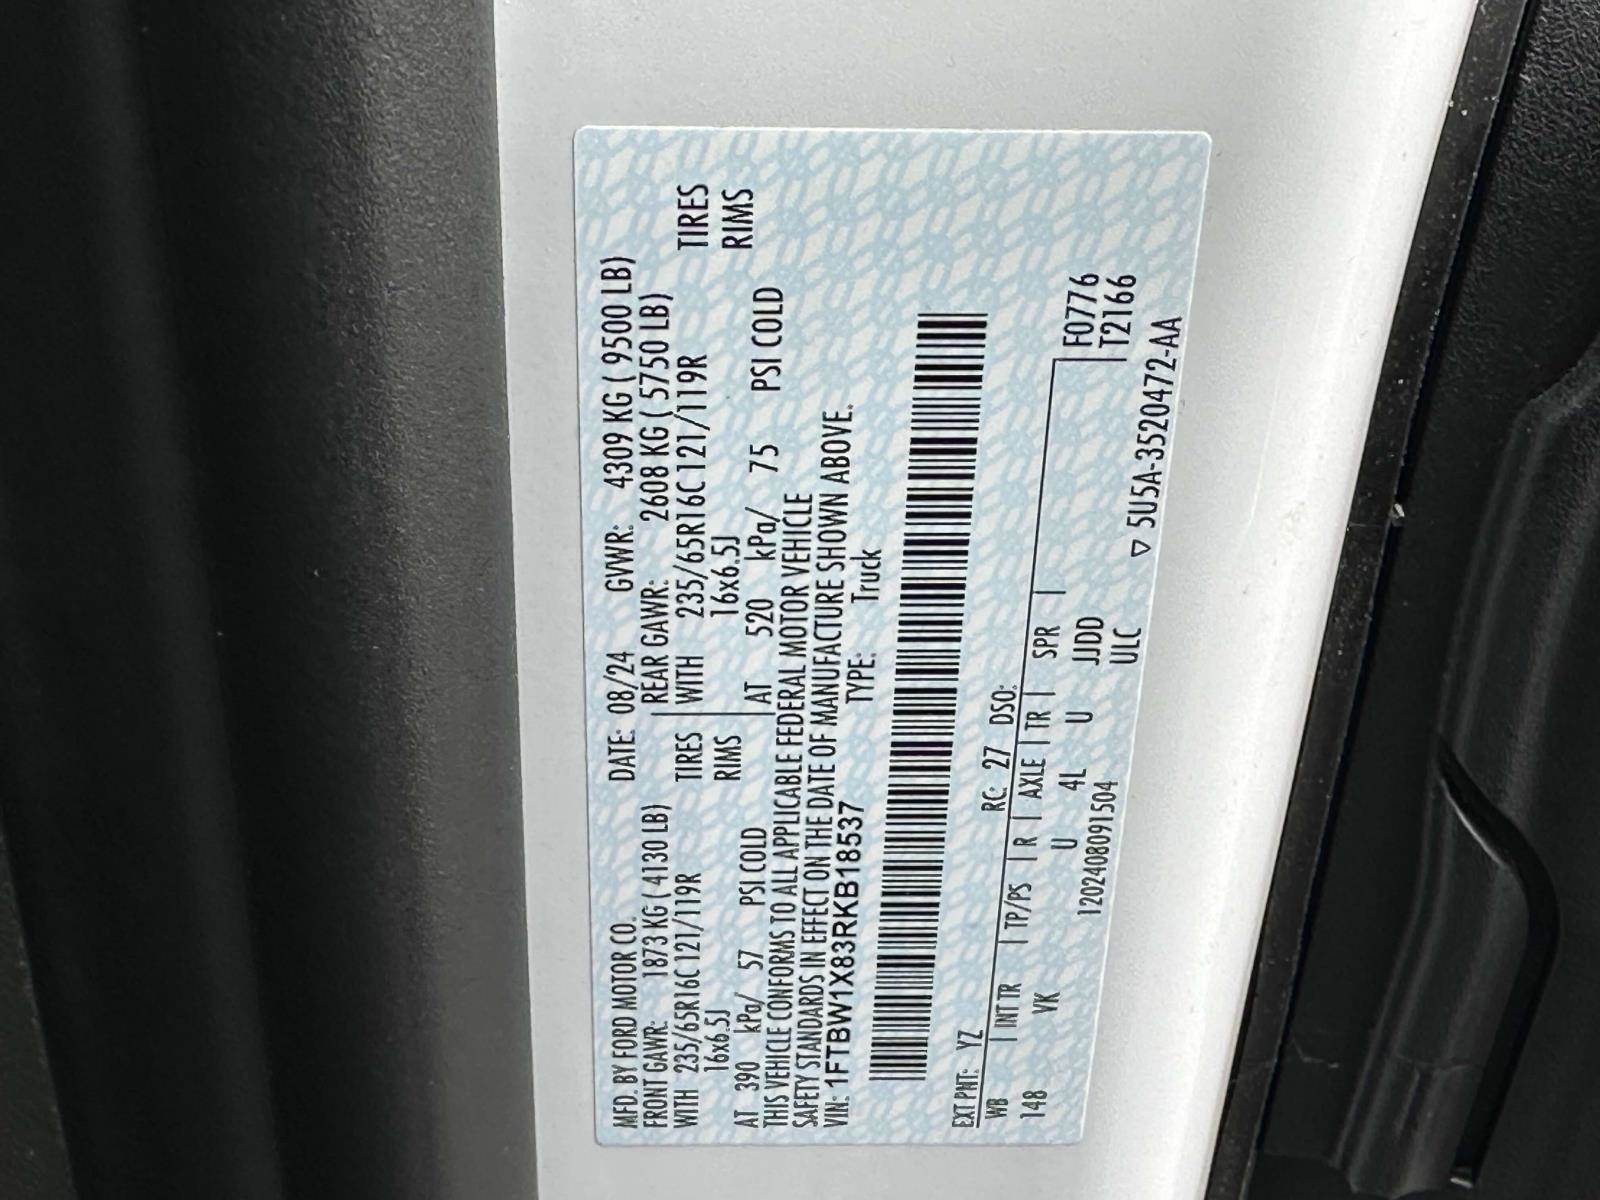 MFD. BY FORD MOTOR CO. DATE: 08/24 GVWR: 4309 KG ( 9500 LB)
FRONT GAWR: 1873 KG ( 4130 LB) REAR GAWR: 2608 KG ( 5750 LB)
WITH 235/65R16C 121/119R TIRES WITH 235/65R16C 121/119R TIRES
16x6.5J RIMS 16x6.5J RIMS
AT 390 kPa/ 57 PSI COLD AT 520 kPa/ 75 PSI COLD
THIS VEHICLE CONFORMS TO ALL APPLICABLE FEDERAL MOTOR VEHICLE
SAFETY STANDARDS IN EFFECT ON THE DATE OF MANUFACTURE SHOWN ABOVE.
VIN: 1FTBW1X83RKB18537 TYPE: Truck
EXT PNT: YZ RC: 27 DSO:
WB INT TR TP/PS R AXLE TR SPR F0776
148 VK U 4L U JJDD T2166
1202408091504 ULC ▽ 5U5A-3520472-AA